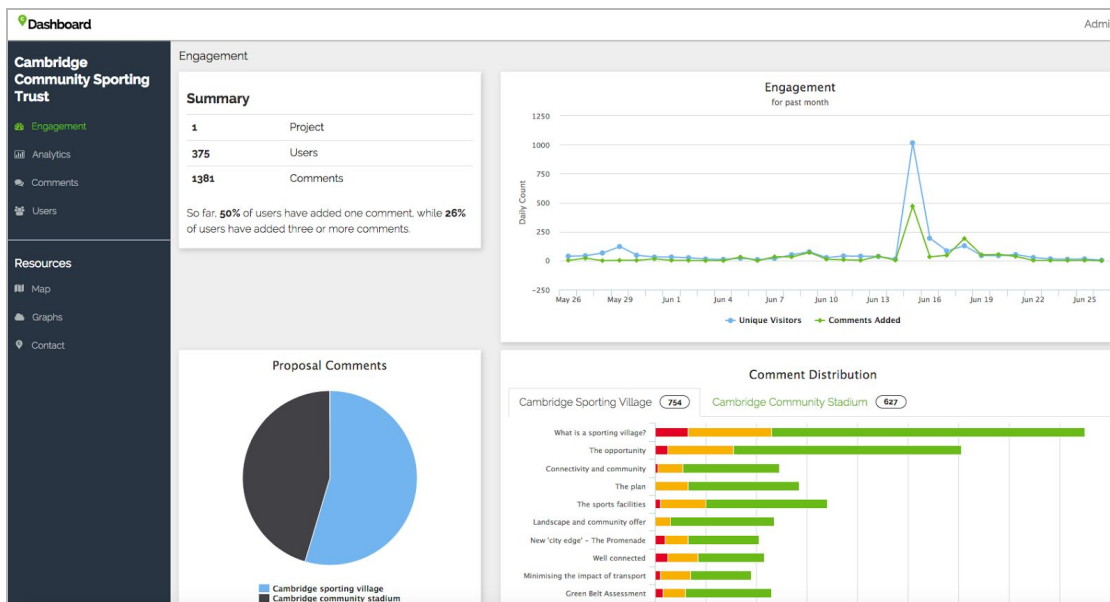 Dashboard
Admi
Cambridge
Community Sporting
Trust
Engagement
Analytics
Comments
Users
Resources
Map
Graphs
Contact
Engagement
Summary
1 Project
375 Users
1381 Comments
So far, 50% of users have added one comment, while 26%
of users have added three or more comments.
Engagement
for past month
1250
1000
750
500
250
0
-250
Daily Count
May 26 May 29 Jun 1 Jun 4 Jun 7 Jun 10 Jun 13 Jun 16 Jun 19 Jun 22 Jun 25
Unique Visitors Comments Added
Proposal Comments
Cambridge sporting village
Cambridge community stadium
Comment Distribution
Cambridge Sporting Village 754 Cambridge Community Stadium 627
What is a sporting village?
The opportunity
Connectivity and community
The plan
The sports facilities
Landscape and community offer
New 'city edge' – The Promenade
Well connected
Minimising the impact of transport
Green Belt Assessment